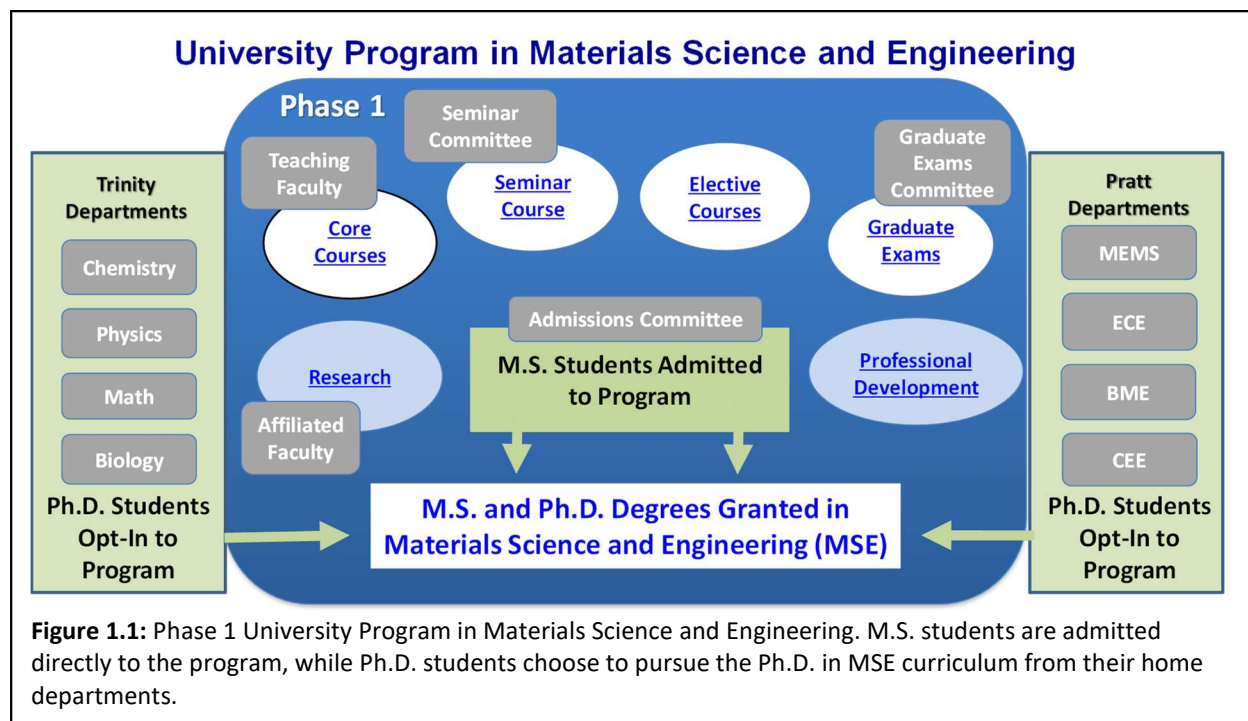 University Program in Materials Science and Engineering
Phase 1
Seminar
Committee
Teaching
Faculty
Graduate
Exams
Committee
Core
Courses
Seminar
Course
Elective
Courses
Graduate
Exams
Trinity
Departments
Chemistry
Physics
Math
Biology
Ph.D. Students
Opt-In to
Program
Research
Affiliated
Faculty
Admissions Committee
M.S. Students Admitted
to Program
Professional
Development
M.S. and Ph.D. Degrees Granted in
Materials Science and Engineering (MSE)
Pratt
Departments
MEMS
ECE
BME
CEE
Ph.D. Students
Opt-In to
Program
Figure 1.1: Phase 1 University Program in Materials Science and Engineering. M.S. students are admitted
directly to the program, while Ph.D. students choose to pursue the Ph.D. in MSE curriculum from their home
departments.